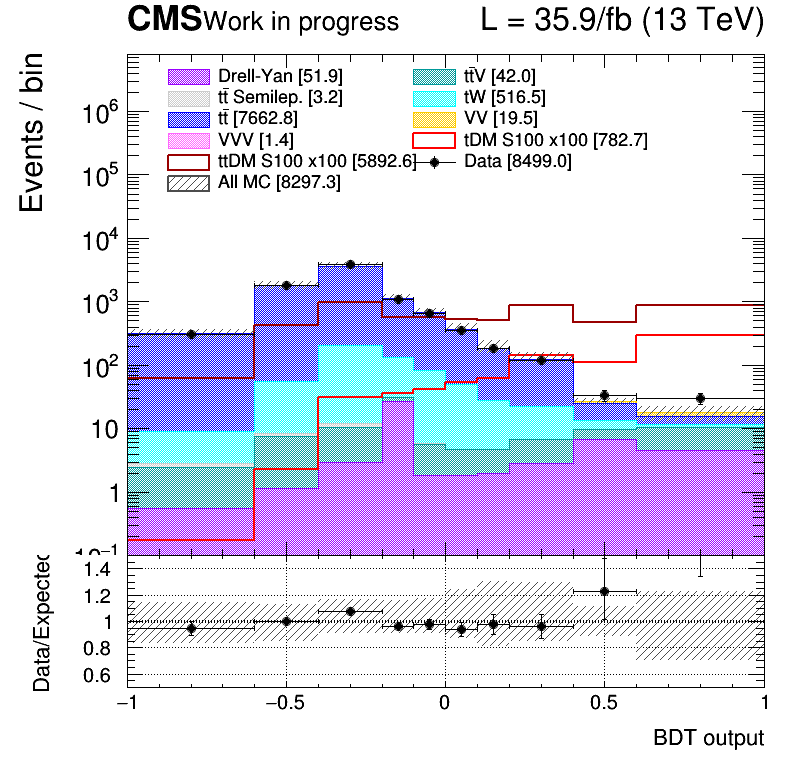 CMS Work in progress L = 35.9/fb (13 TeV)
Events / bin
Drell-Yan [51.9] tt̄V [42.0]
tt̄ Semilep. [3.2] tW [516.5]
tt̄ [7662.8] VV [19.5]
VVV [1.4] tDM S100 x100 [782.7]
ttDM S100 x100 [5892.6] Data [8499.0]
All MC [8297.3]
10⁶
10⁵
10⁴
10³
10²
10
1
10⁻¹
Data/Expected
1.4
1.2
1
0.8
0.6
−1 −0.5 0 0.5 1
BDT output